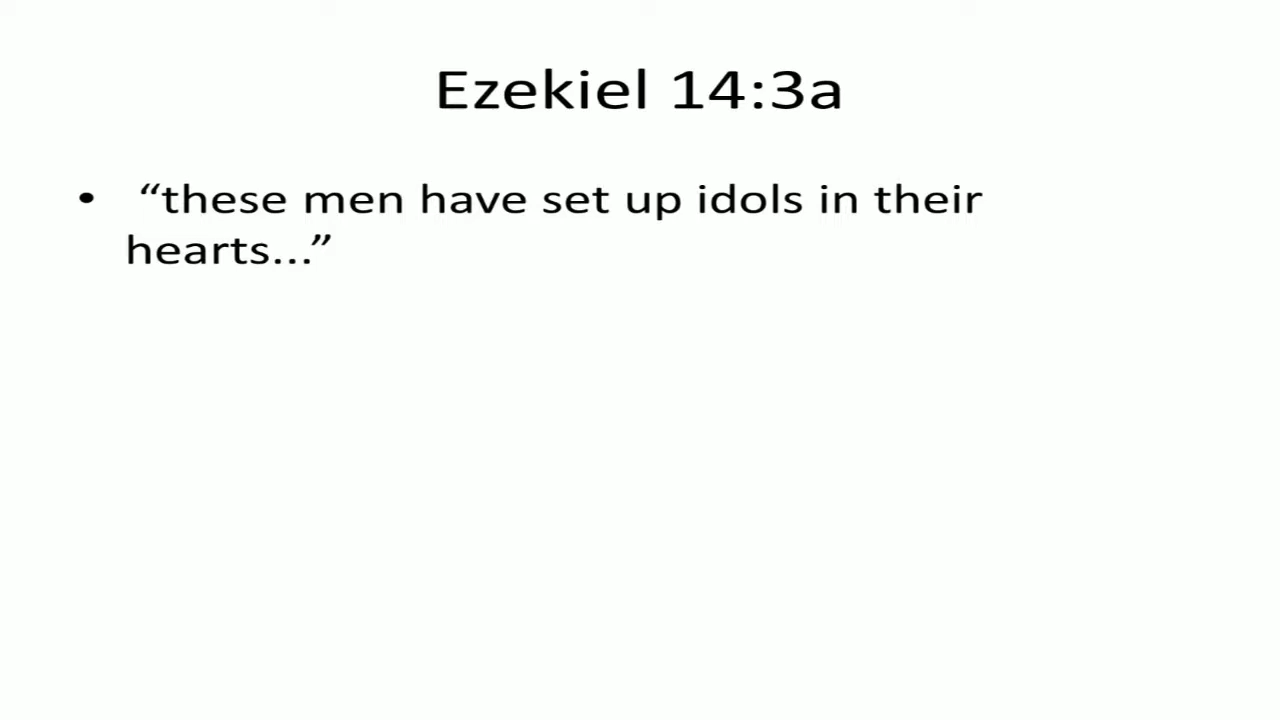 Ezekiel 14:3a
• “these men have set up idols in their
hearts...”